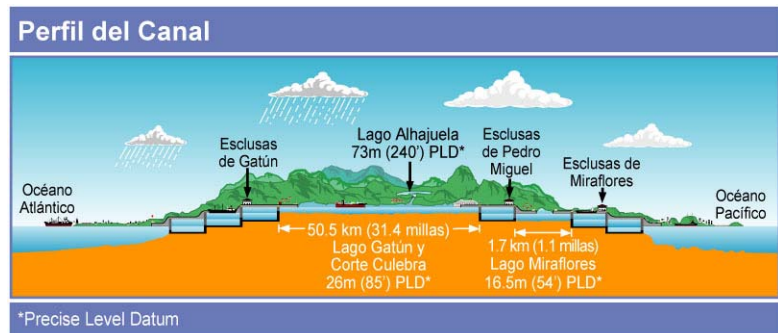 Perfil del Canal
Océano
Atlántico
Esclusas
de Gatún
Lago Alhajuela
73m (240') PLD*
Esclusas
de Pedro
Miguel
Esclusas de
Miraflores
Océano
Pacífico
50.5 km (31.4 millas)
Lago Gatún y
Corte Culebra
26m (85') PLD*
1.7 km (1.1 millas)
Lago Miraflores
16.5m (54') PLD*
*Precise Level Datum